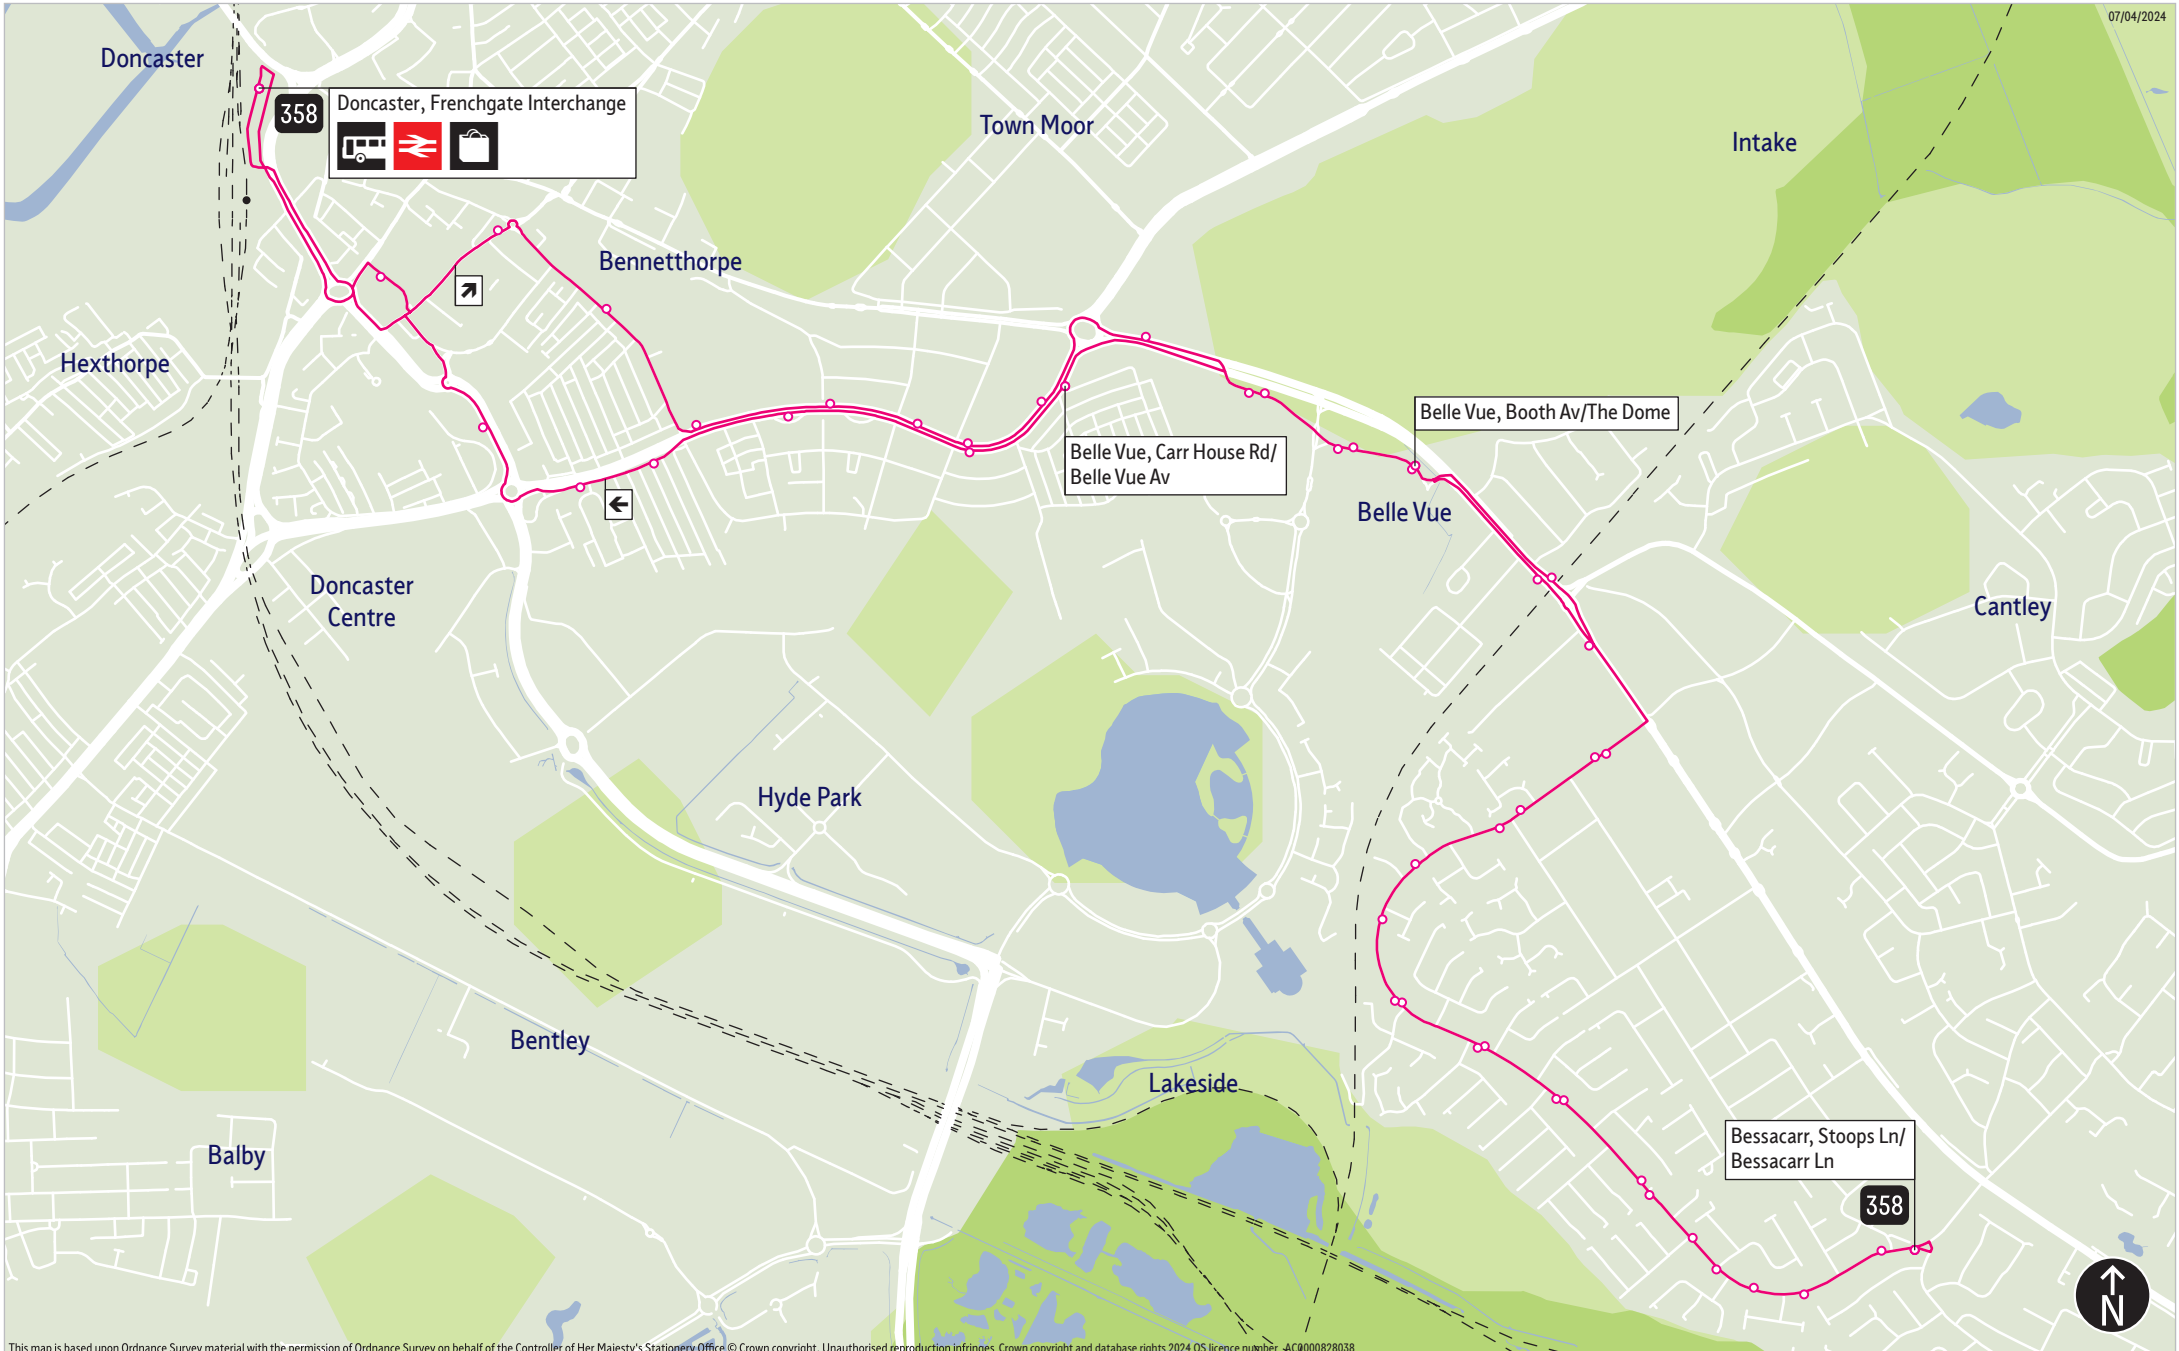 07/04/2024
Doncaster
358
Doncaster, Frenchgate Interchange
Town Moor
Intake
Bennetthorpe
Hexthorpe
Belle Vue, Booth Av/The Dome
Belle Vue, Carr House Rd/
Belle Vue Av
Belle Vue
Doncaster
Centre
Cantley
Hyde Park
Bentley
Lakeside
Balby
Bessacarr, Stoops Ln/
Bessacarr Ln
358
N
This map is based upon Ordnance Survey material with the permission of Ordnance Survey on behalf of the Controller of Her Majesty's Stationery Office © Crown copyright. Unauthorised reproduction infringes Crown copyright and database rights 2024 OS licence number AC0000828038